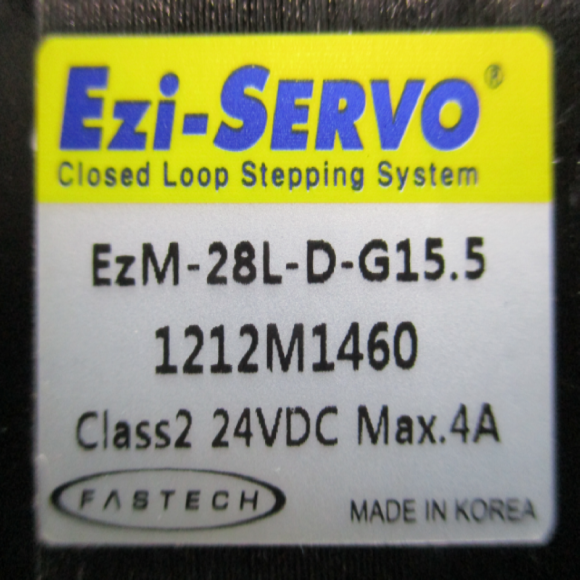 Ezi-SERVO®
Closed Loop Stepping System
EzM-28L-D-G15.5
1212M1460
Class2 24VDC Max.4A
FASTECH
MADE IN KOREA